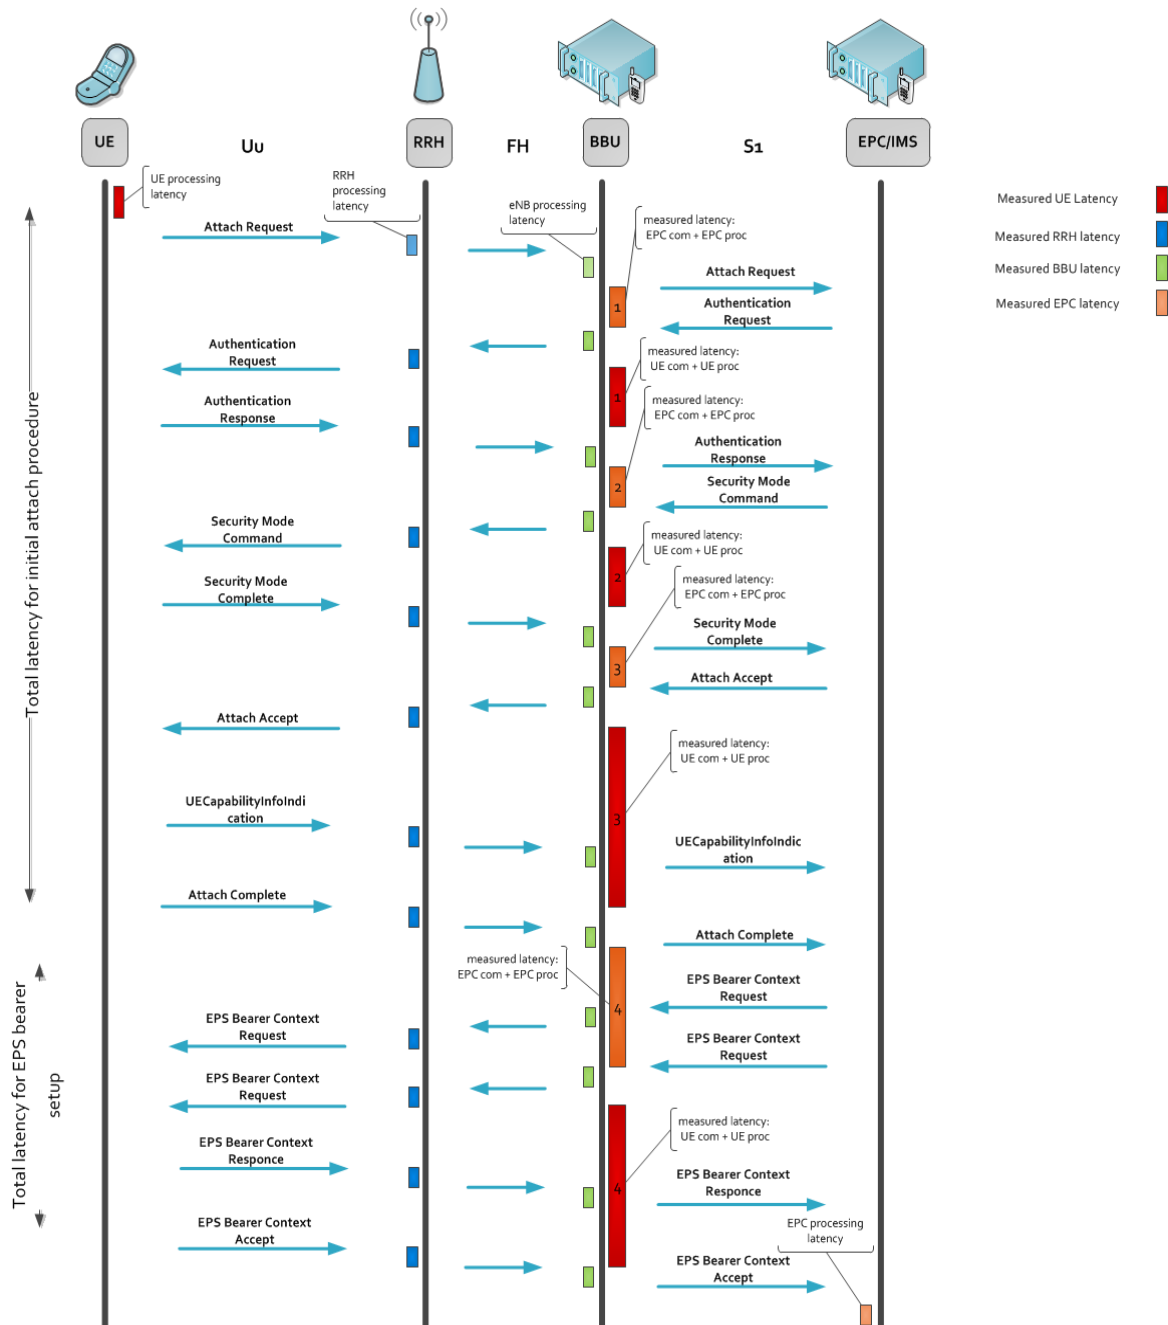 UE
Uu
RRH
FH
BBU
S1
EPC/IMS
UE processing
latency
RRH
processing
latency
eNB processing
latency
measured latency:
EPC com + EPC proc
Measured UE Latency
Measured RRH latency
Measured BBU latency
Measured EPC latency
Attach Request
Attach Request
1
Authentication
Request
Authentication
Request
measured latency:
UE com + UE proc
1
measured latency:
EPC com + EPC proc
Authentication
Response
Authentication
Response
2
Security Mode
Command
Security Mode
Command
measured latency:
UE com + UE proc
2
measured latency:
EPC com + EPC proc
Security Mode
Complete
Security Mode
Complete
3
Attach Accept
Attach Accept
measured latency:
UE com + UE proc
3
UECapabilityInfoIndi
cation
UECapabilityInfoIndic
ation
Attach Complete
Attach Complete
measured latency:
EPC com + EPC proc
4
EPS Bearer Context
Request
EPS Bearer Context
Request
EPS Bearer Context
Request
EPS Bearer Context
Request
measured latency:
UE com + UE proc
4
EPS Bearer Context
Responce
EPS Bearer Context
Responce
EPS Bearer Context
Accept
EPC processing
latency
EPS Bearer Context
Accept
Total latency for initial attach procedure
Total latency for EPS bearer
setup